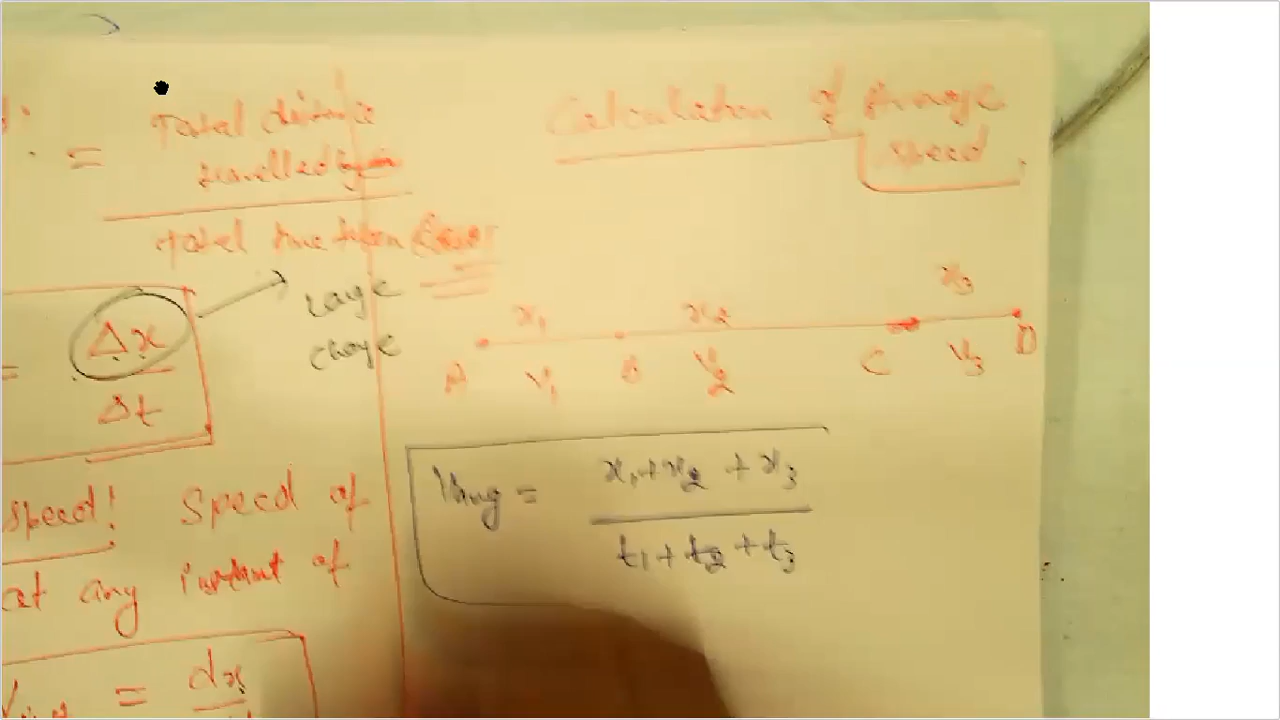 = Total distance
travelled by
Total time taken
Δx
Δt
large
change
speed! Speed of
at any instant of
= dx
Calculation of Average
speed.
x₁ x₂ x₃
A V₁ B V₂ C V₃ D
Vavg = x₁+x₂+x₃
t₁+t₂+t₃